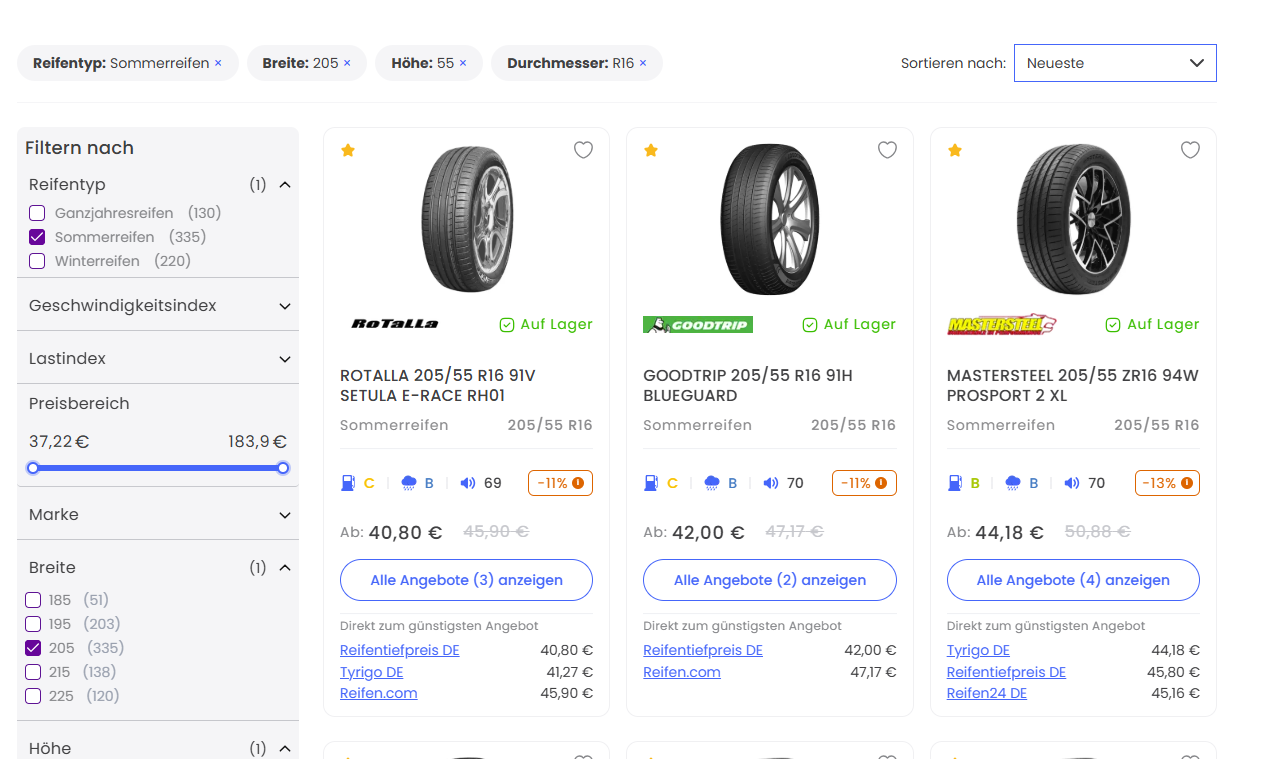 Reifentyp: Sommerreifen ×
Breite: 205 ×
Höhe: 55 ×
Durchmesser: R16 ×
Sortieren nach:
Neueste
Filtern nach
Reifentyp (1)
Ganzjahresreifen (130)
Sommerreifen (335)
Winterreifen (220)
Geschwindigkeitsindex
Lastindex
Preisbereich
37,22 € 183,9 €
Marke
Breite (1)
185 (51)
195 (203)
205 (335)
215 (138)
225 (120)
Höhe (1)
RoTalla
Auf Lager
ROTALLA 205/55 R16 91V
SETULA E-RACE RH01
Sommerreifen 205/55 R16
C B 69 -11%
Ab: 40,80 € 45,90 €
Alle Angebote (3) anzeigen
Direkt zum günstigsten Angebot
Reifentiefpreis DE 40,80 €
Tyrigo DE 41,27 €
Reifen.com 45,90 €
GOODTRIP
Auf Lager
GOODTRIP 205/55 R16 91H
BLUEGUARD
Sommerreifen 205/55 R16
C B 70 -11%
Ab: 42,00 € 47,17 €
Alle Angebote (2) anzeigen
Direkt zum günstigsten Angebot
Reifentiefpreis DE 42,00 €
Reifen.com 47,17 €
MASTERSTEEL
Auf Lager
MASTERSTEEL 205/55 ZR16 94W
PROSPORT 2 XL
Sommerreifen 205/55 R16
B B 70 -13%
Ab: 44,18 € 50,88 €
Alle Angebote (4) anzeigen
Direkt zum günstigsten Angebot
Tyrigo DE 44,18 €
Reifentiefpreis DE 45,80 €
Reifen24 DE 45,16 €